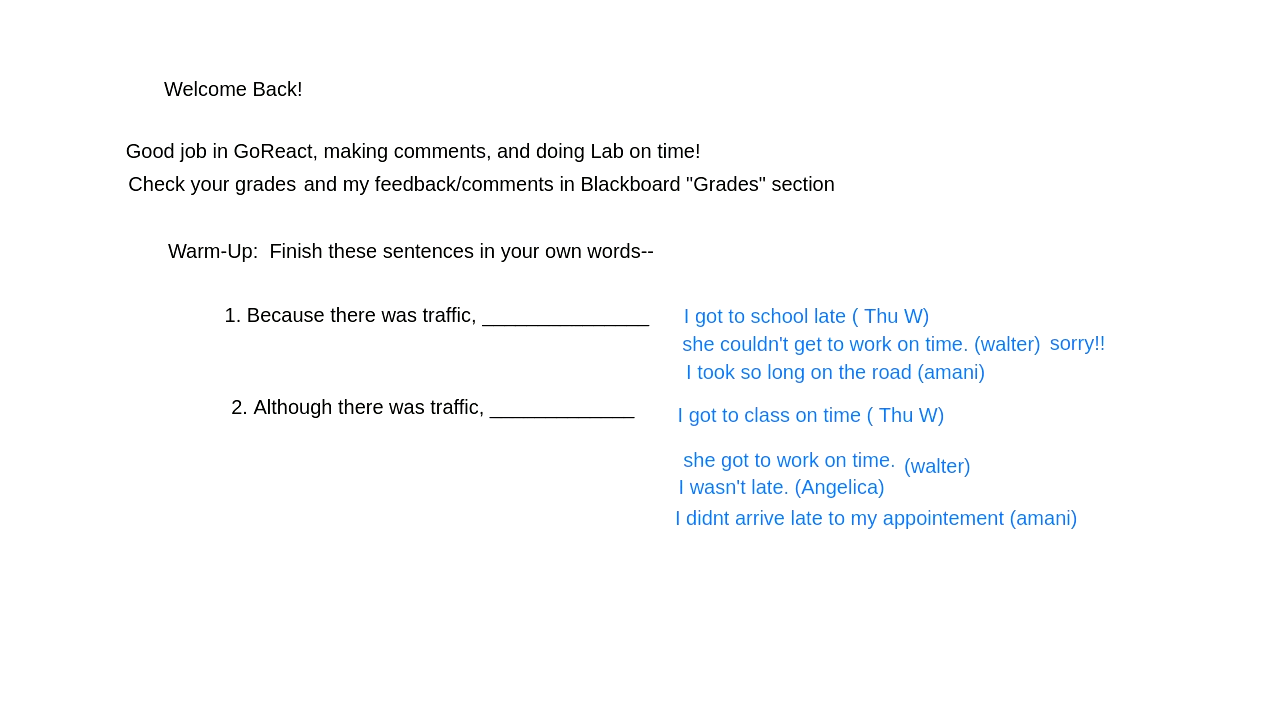 Welcome Back!
Good job in GoReact, making comments, and doing Lab on time!
Check your grades and my feedback/comments in Blackboard "Grades" section
Warm-Up:  Finish these sentences in your own words--
1. Because there was traffic, _______________ I got to school late ( Thu W)
she couldn't get to work on time. (walter) sorry!!
I took so long on the road (amani)
2. Although there was traffic, _____________ I got to class on time ( Thu W)
she got to work on time. (walter)
I wasn't late. (Angelica)
I didnt arrive late to my appointement (amani)